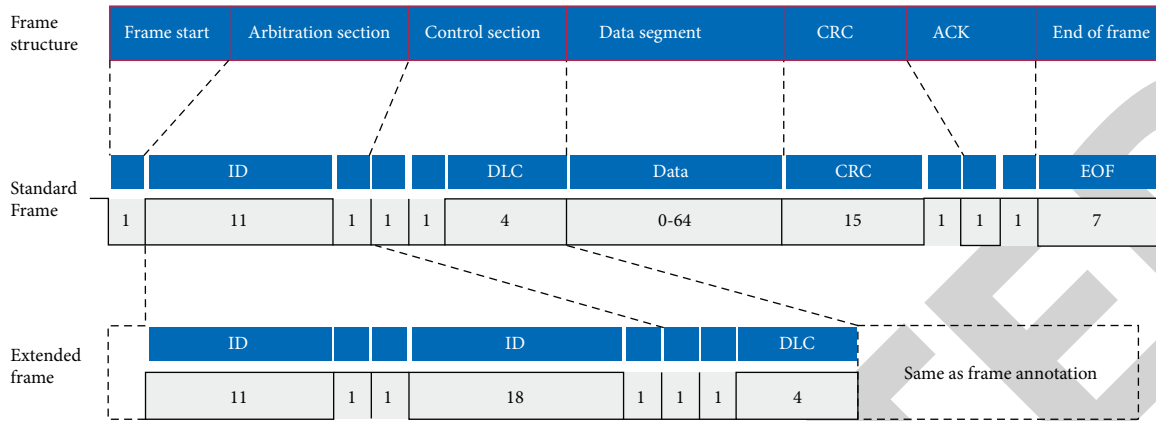 Frame structure
Frame start Arbitration section Control section Data segment CRC ACK End of frame
ID DLC Data CRC EOF
Standard Frame
1 11 1 1 1 4 0-64 15 1 1 1 7
ID ID DLC
Extended frame
11 1 1 18 1 1 1 4
Same as frame annotation